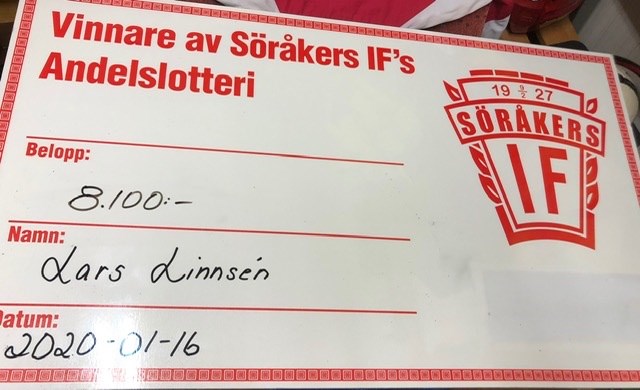 Vinnare av Söråkers IF's
Andelslotteri
19 9/2 27
SÖRÅKERS
IF
Belopp:
8.100:-
Namn:
Lars Linnsén
Datum:
2020-01-16